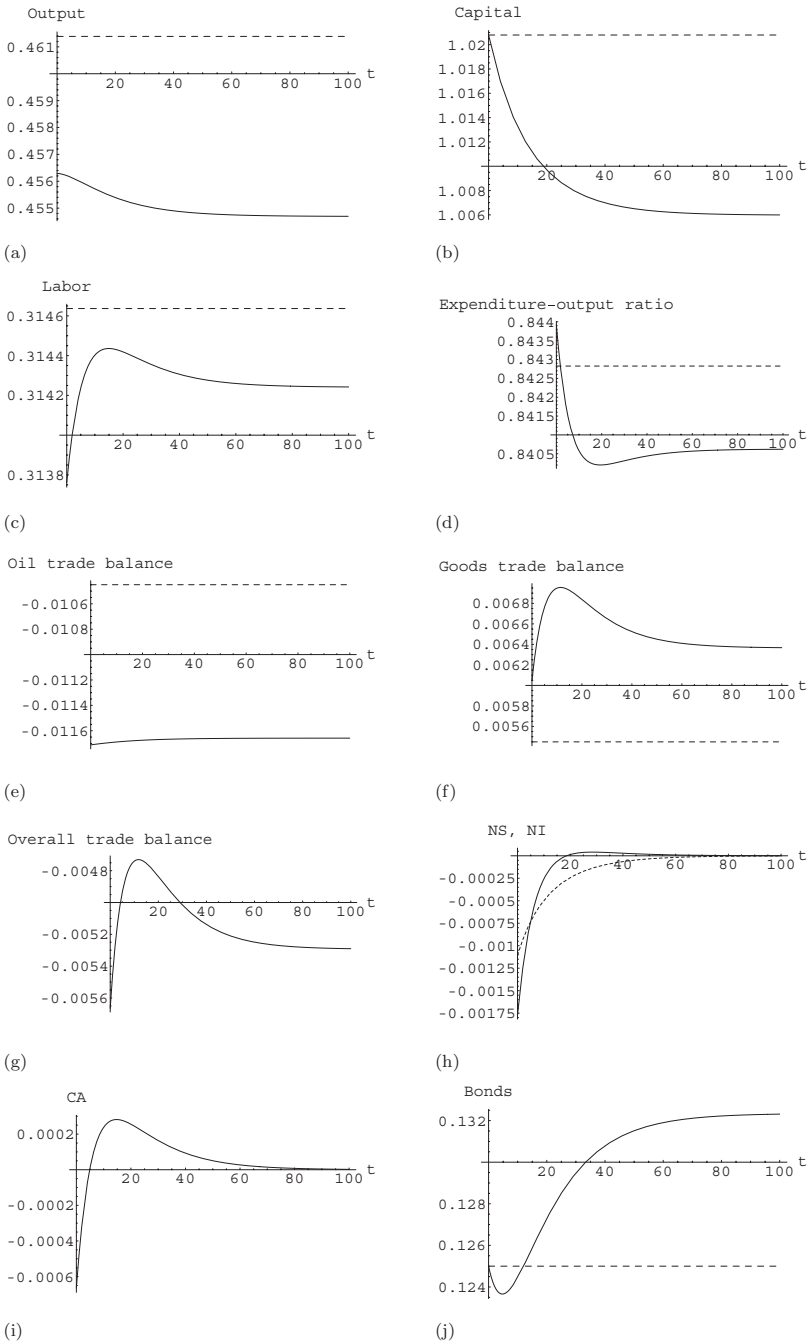 Output
0.461
0.459
0.458
0.457
0.456
0.455
20 40 60 80 100 t
(a)
Capital
1.02
1.018
1.016
1.014
1.012
1.008
1.006
20 40 60 80 100 t
(b)
Labor
0.3146
0.3144
0.3142
0.3138
20 40 60 80 100 t
(c)
Expenditure-output ratio
0.844
0.8435
0.843
0.8425
0.842
0.8415
0.8405
20 40 60 80 100 t
(d)
Oil trade balance
-0.0106
-0.0108
-0.0112
-0.0114
-0.0116
20 40 60 80 100 t
(e)
Goods trade balance
0.0068
0.0066
0.0064
0.0062
0.0058
0.0056
20 40 60 80 100 t
(f)
Overall trade balance
-0.0048
-0.0052
-0.0054
-0.0056
20 40 60 80 100 t
(g)
NS, NI
-0.00025
-0.0005
-0.00075
-0.001
-0.00125
-0.0015
-0.00175
20 40 60 80 100 t
(h)
CA
0.0002
-0.0002
-0.0004
-0.0006
20 40 60 80 100 t
(i)
Bonds
0.132
0.128
0.126
0.124
20 40 60 80 100 t
(j)